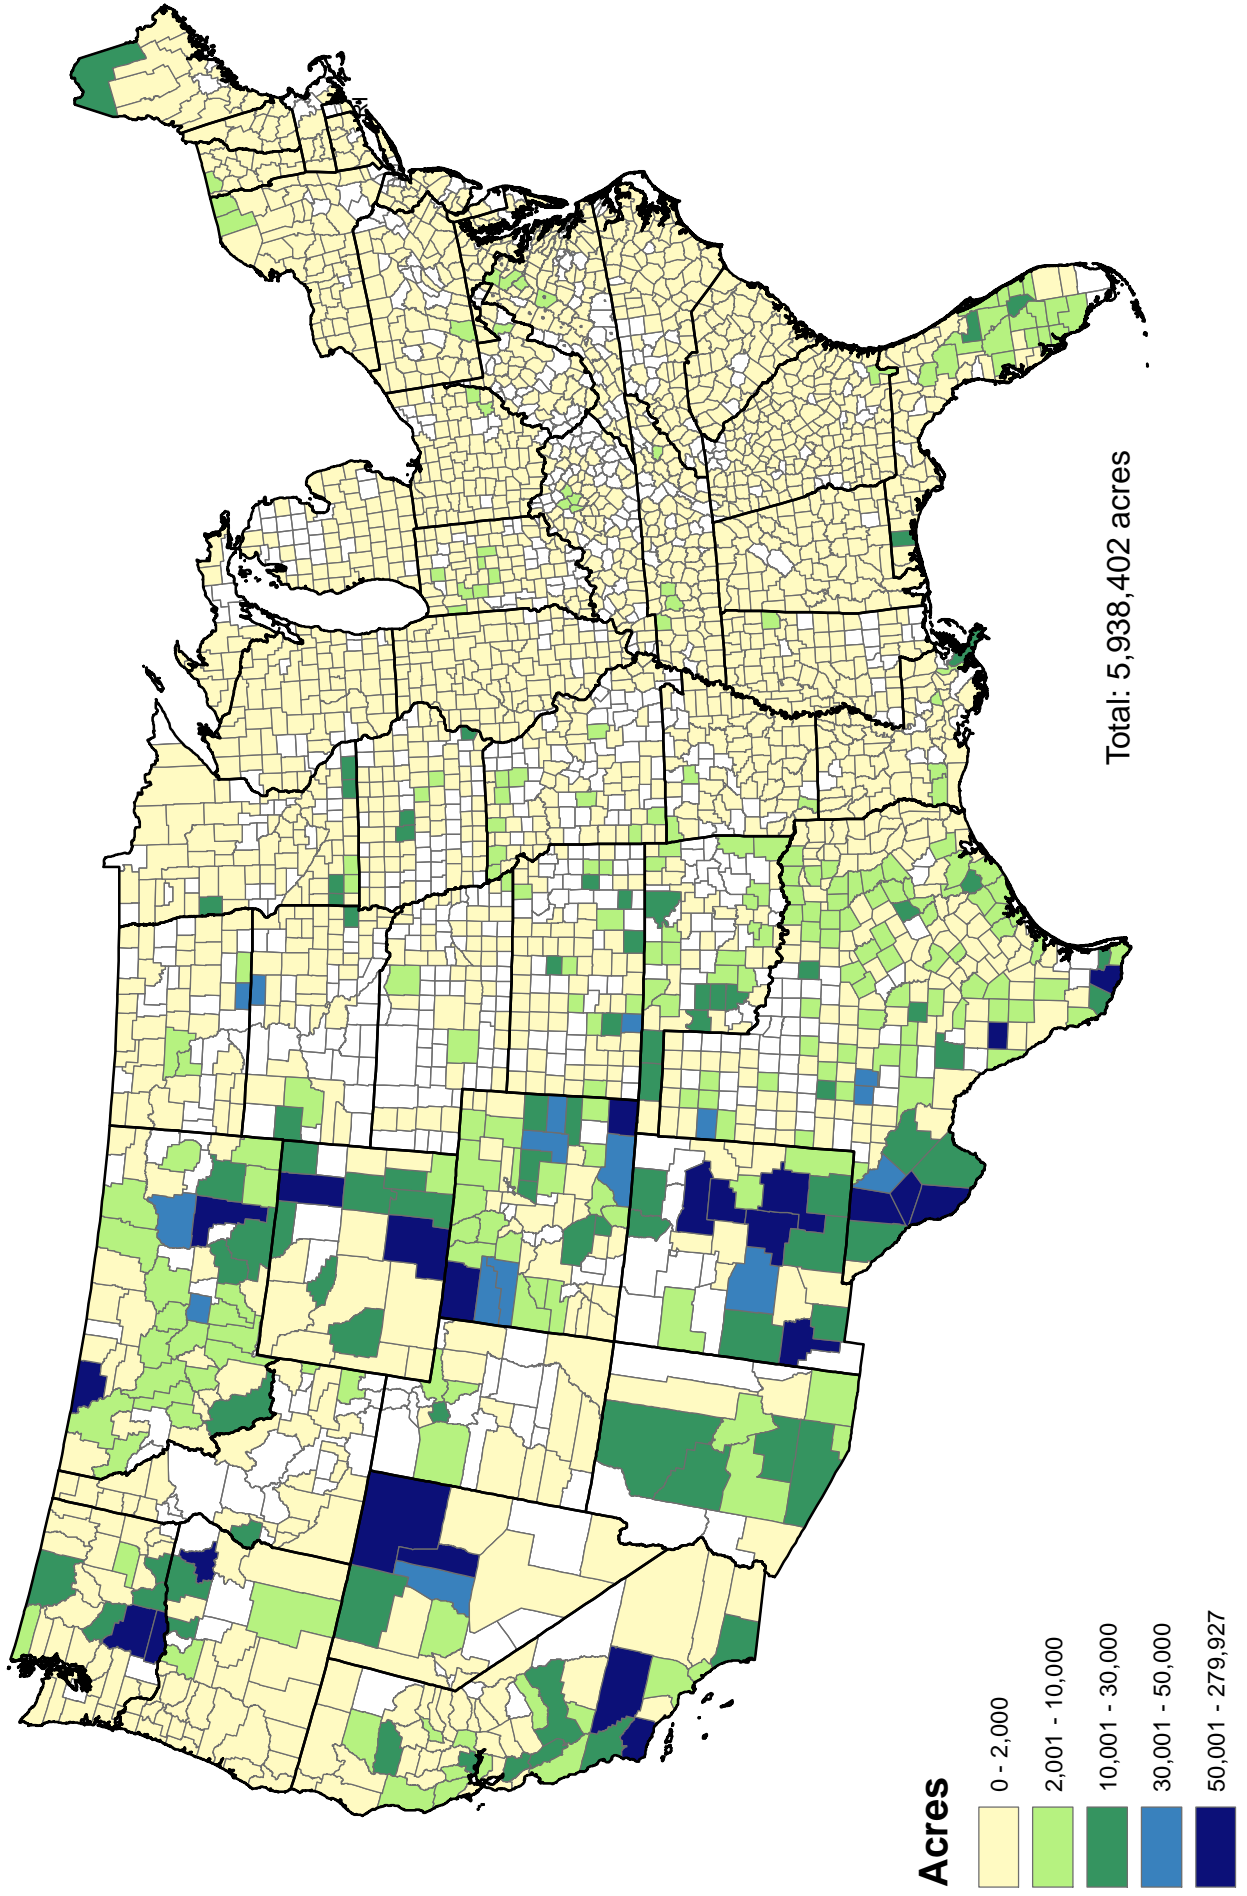 Total: 5,938,402 acres
Acres
0 - 2,000
2,001 - 10,000
10,001 - 30,000
30,001 - 50,000
50,001 - 279,927